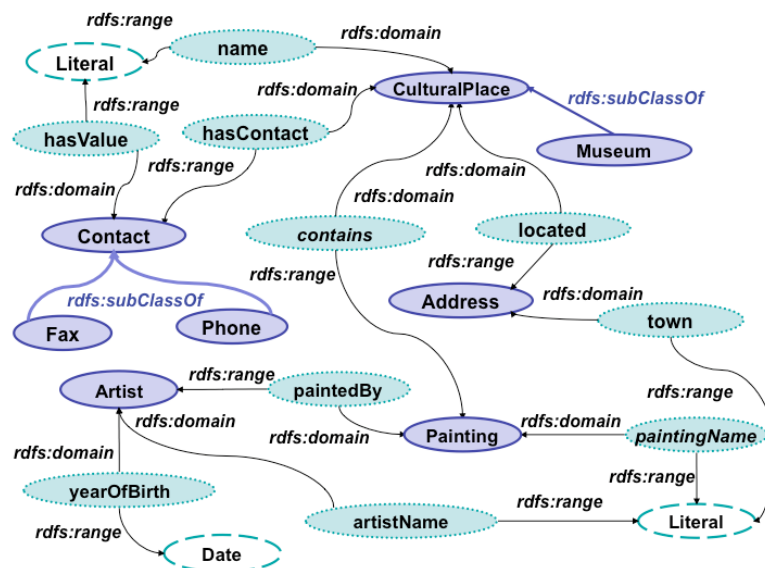 rdfs:range
name
rdfs:domain
Literal
rdfs:domain
CulturalPlace
rdfs:subClassOf
rdfs:range
hasValue
hasContact
Museum
rdfs:range
rdfs:domain
rdfs:domain
rdfs:domain
Contact
contains
located
rdfs:range
rdfs:range
rdfs:subClassOf
Address
rdfs:domain
Fax
Phone
town
rdfs:range
Artist
paintedBy
rdfs:range
rdfs:domain
rdfs:domain
Painting
rdfs:domain
paintingName
rdfs:domain
rdfs:range
yearOfBirth
artistName
rdfs:range
Literal
rdfs:range
Date